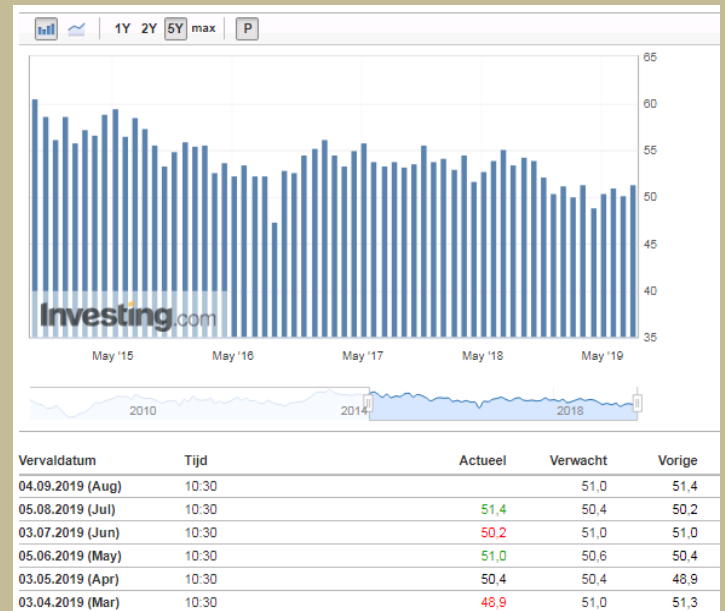 1Y 2Y 5Y max P
65
60
55
50
45
40
35
Investing.com
May '15 May '16 May '17 May '18 May '19
2010 2014 2018
Vervaldatum Tijd Actueel Verwacht Vorige
04.09.2019 (Aug) 10:30 51,0 51,4
05.08.2019 (Jul) 10:30 51,4 50,4 50,2
03.07.2019 (Jun) 10:30 50,2 51,0 51,0
05.06.2019 (May) 10:30 51,0 50,6 50,4
03.05.2019 (Apr) 10:30 50,4 50,4 48,9
03.04.2019 (Mar) 10:30 48,9 51,0 51,3